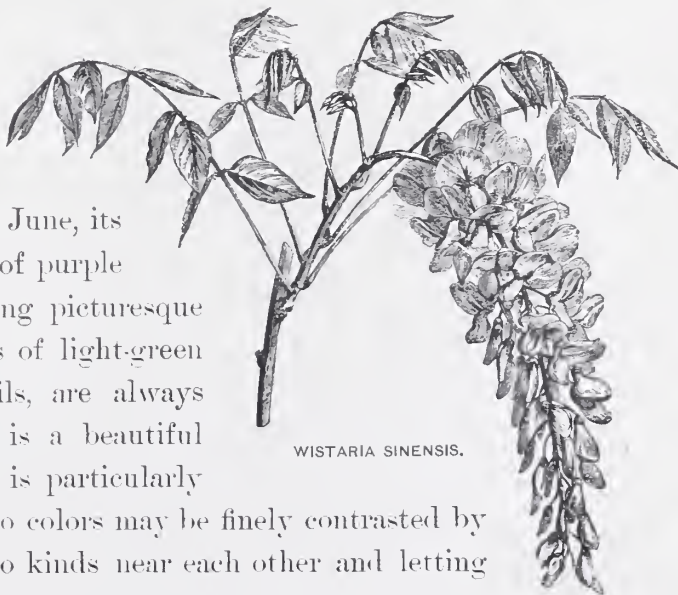 June, its
of purple
ng picturesque
s of light-green
ils, are always
is a beautiful
WISTARIA SINENSIS.
is particularly
o colors may be finely contrasted by
o kinds near each other and letting